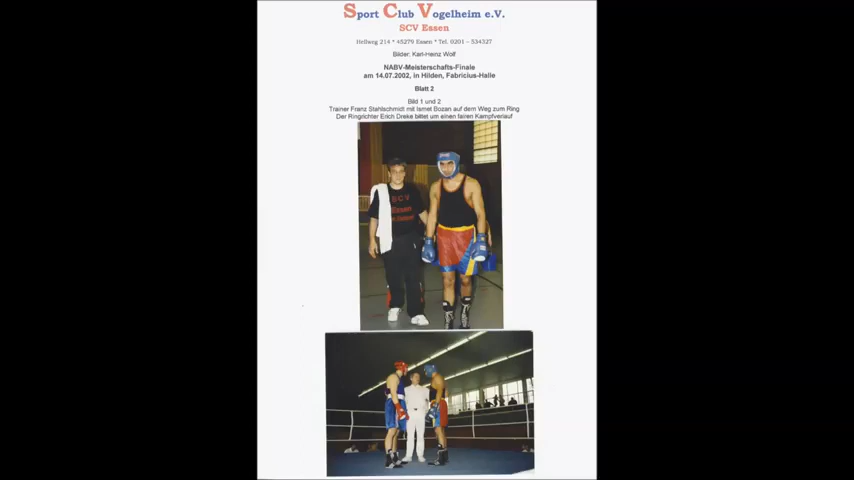 Sport Club Vogelheim e.V.
SCV Essen
Hellweg 214 * 45279 Essen * Tel. 0201 – 534327
Bilder: Karl-Heinz Wolf
NABV-Meisterschafts-Finale
am 14.07.2002, in Hilden, Fabricius-Halle
Blatt 2
Bild 1 und 2
Trainer Franz Stahlschmidt mit Ismet Bozan auf dem Weg zum Ring
Der Ringrichter Erich Dreke bittet um einen fairen Kampfverlauf
SCV
Essen